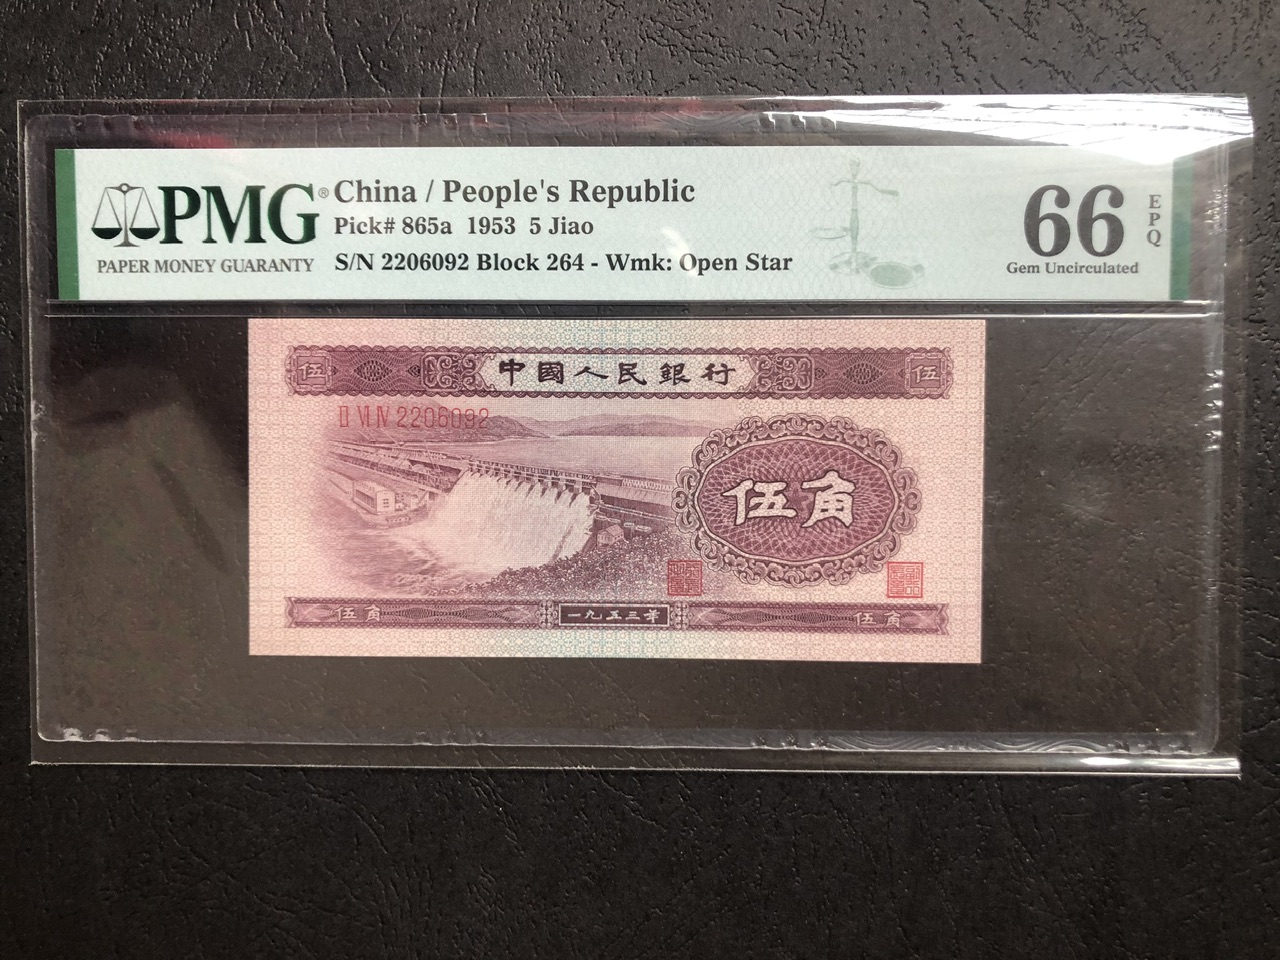 PMG®
PAPER MONEY GUARANTY
China / People's Republic
Pick# 865a 1953 5 Jiao
S/N 2206092 Block 264 - Wmk: Open Star
66
EPQ
Gem Uncirculated
伍 中國人民銀行 伍
Ⅱ Ⅵ Ⅳ 2206092
伍角
伍角 一九五三年 伍角